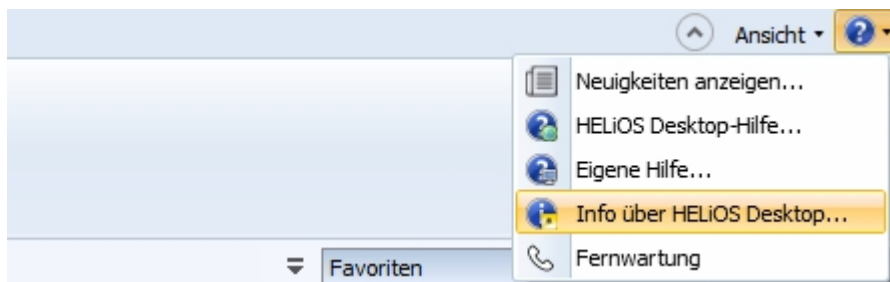 Ansicht
Neuigkeiten anzeigen...
HELiOS Desktop-Hilfe...
Eigene Hilfe...
Info über HELiOS Desktop...
Fernwartung
Favoriten